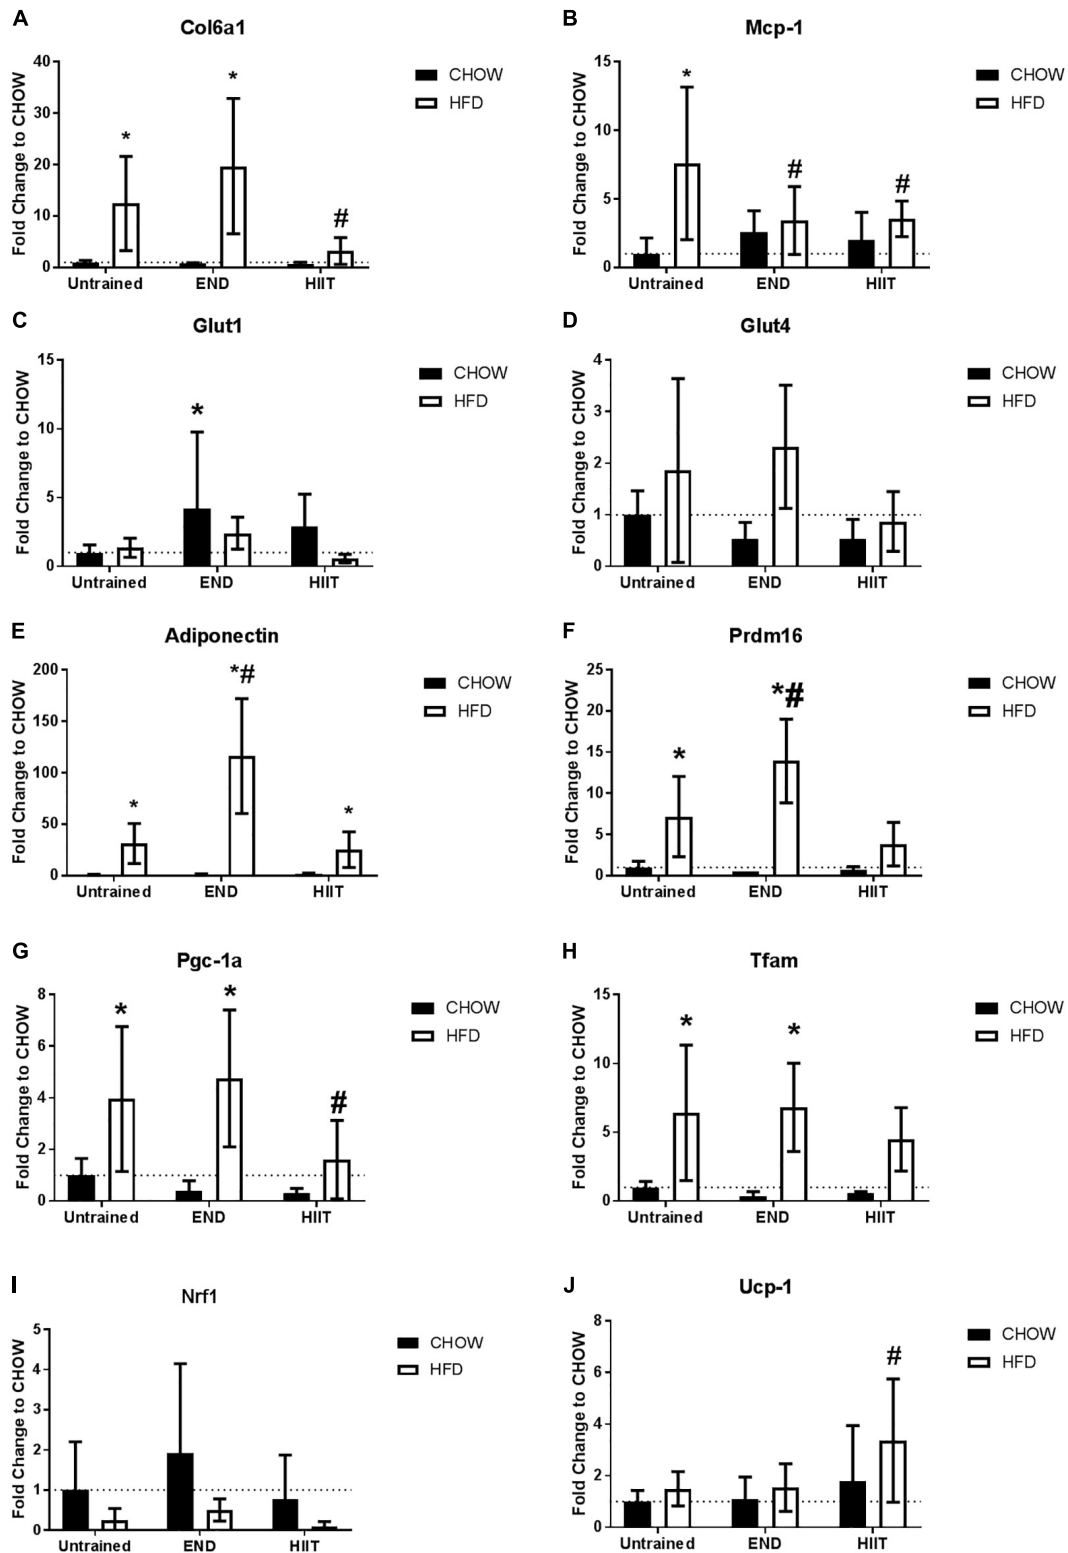 A
Col6a1
Fold Change to CHOW
40
30
20
10
0
*
*
#
Untrained END HIIT
CHOW
HFD
B
Mcp-1
Fold Change to CHOW
15
10
5
0
*
#
#
Untrained END HIIT
CHOW
HFD
C
Glut1
Fold Change to CHOW
15
10
5
0
*
Untrained END HIIT
CHOW
HFD
D
Glut4
Fold Change to CHOW
4
3
2
1
0
Untrained END HIIT
CHOW
HFD
E
Adiponectin
Fold Change to CHOW
200
150
100
50
0
*
*#
*
Untrained END HIIT
CHOW
HFD
F
Prdm16
Fold Change to CHOW
25
20
15
10
5
0
*
*#
Untrained END HIIT
CHOW
HFD
G
Pgc-1a
Fold Change to CHOW
8
6
4
2
0
*
*
#
Untrained END HIIT
CHOW
HFD
H
Tfam
Fold Change to CHOW
15
10
5
0
*
*
Untrained END HIIT
CHOW
HFD
I
Nrf1
Fold Change to CHOW
5
4
3
2
1
0
Untrained END HIIT
CHOW
HFD
J
Ucp-1
Fold Change to CHOW
8
6
4
2
0
#
Untrained END HIIT
CHOW
HFD